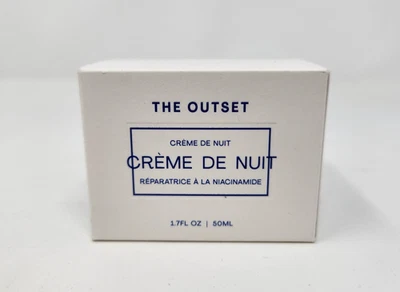 THE OUTSET
CRÈME DE NUIT
CRÈME DE NUIT
RÉPARATRICE À LA NIACINAMIDE
1.7FL OZ | 50ML